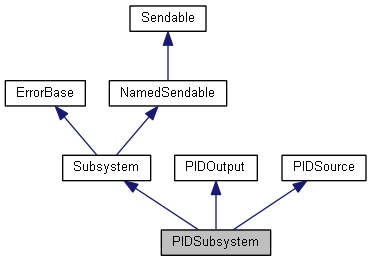 Sendable
ErrorBase
NamedSendable
Subsystem
PIDOutput
PIDSource
PIDSubsystem